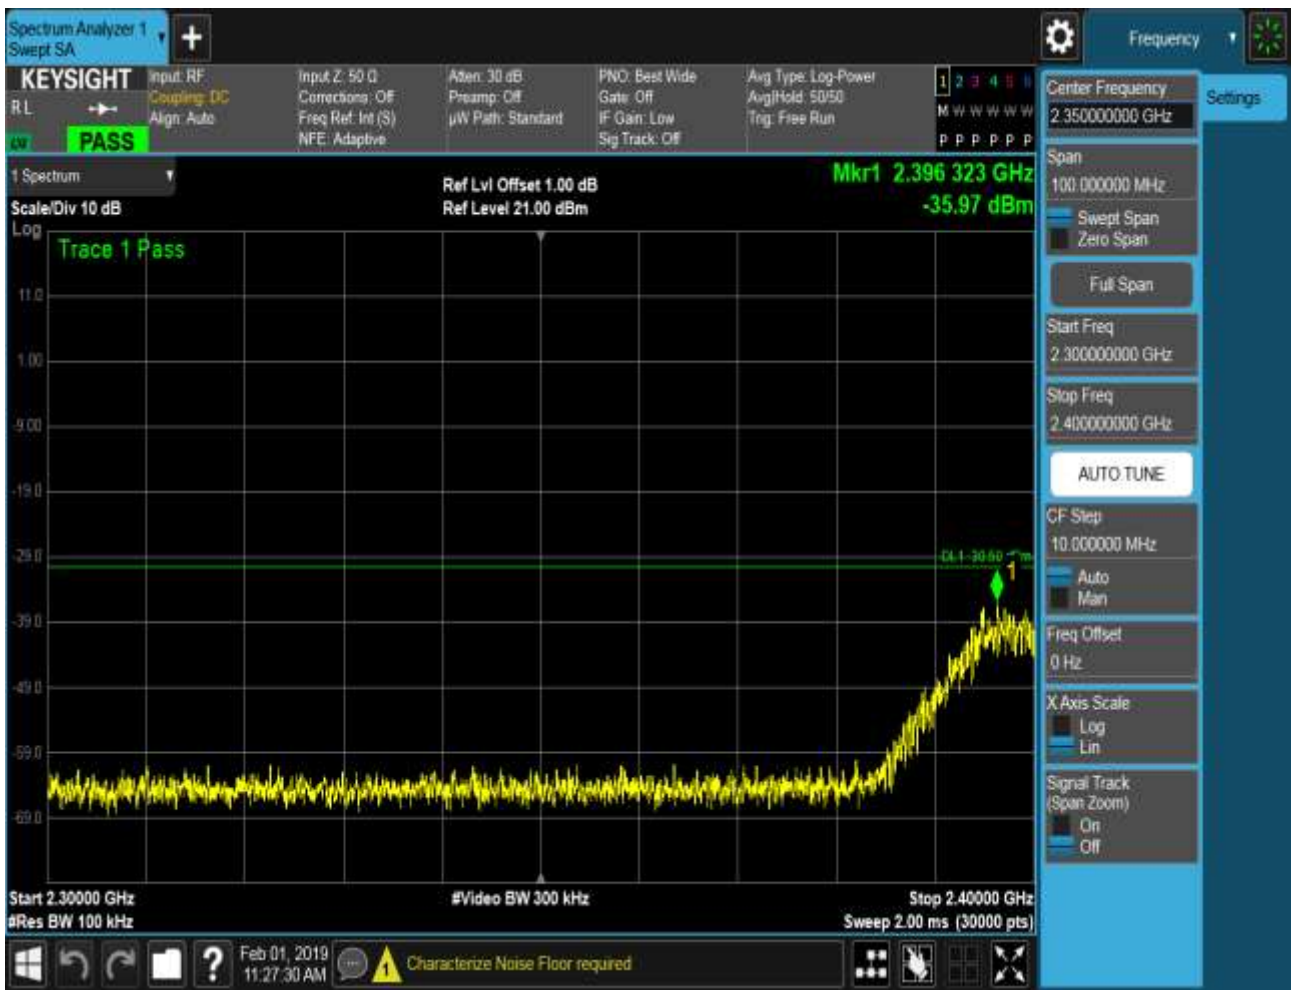 Spectrum Analyzer 1
Swept SA
+
Frequency
KEYSIGHT
R L
PASS
Input: RF
Coupling: DC
Align: Auto
Input Z: 50 Ω
Corrections: Off
Freq Ref: Int (S)
NFE: Adaptive
Atten: 30 dB
Preamp: Off
µW Path: Standard
PNO: Best Wide
Gate: Off
IF Gain: Low
Sig Track: Off
Avg Type: Log-Power
Avg|Hold: 50/50
Trig: Free Run
1 2 3 4 5 6
M W W W W W
P P P P P P
1 Spectrum
Scale/Div 10 dB
Log
Ref Lvl Offset 1.00 dB
Ref Level 21.00 dBm
Mkr1 2.396 323 GHz
-35.97 dBm
Trace 1 Pass
11.0
1.00
-9.00
-19.0
-29.0
-39.0
-49.0
-59.0
-69.0
1
Start 2.30000 GHz
#Res BW 100 kHz
#Video BW 300 kHz
Stop 2.40000 GHz
Sweep 2.00 ms (30000 pts)
Center Frequency
2.350000000 GHz
Settings
Span
100.000000 MHz
Swept Span
Zero Span
Full Span
Start Freq
2.300000000 GHz
Stop Freq
2.400000000 GHz
AUTO TUNE
CF Step
10.000000 MHz
Auto
Man
Freq Offset
0 Hz
X Axis Scale
Log
Lin
Signal Track
(Span Zoom)
On
Off
?
Feb 01, 2019
11:27:30 AM
1
Characterize Noise Floor required